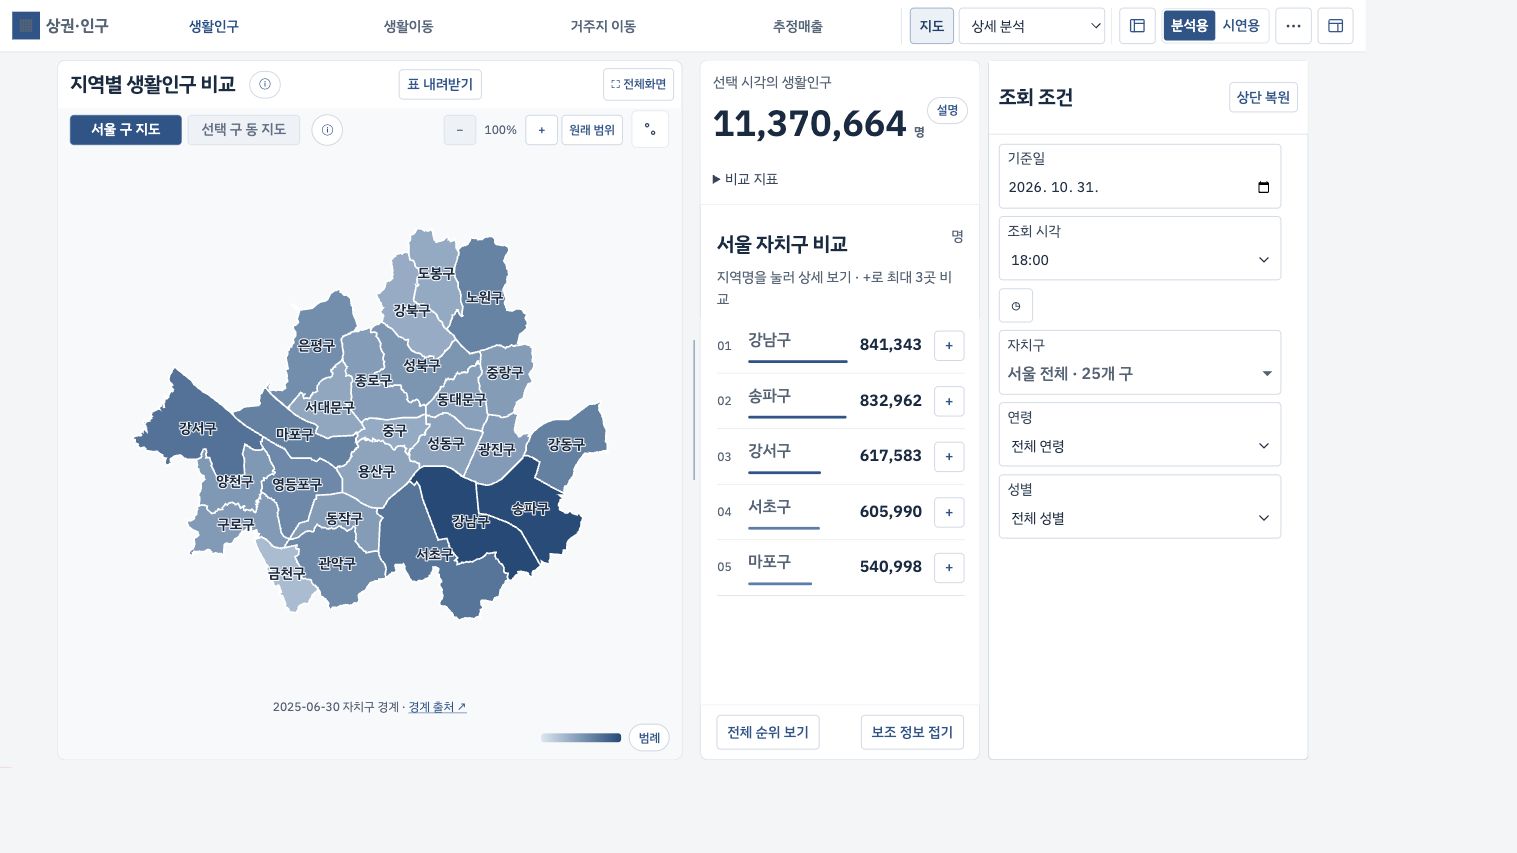 상권·인구
생활인구
생활이동
거주지 이동
추정매출
지도
상세 분석
분석용
시연용
지역별 생활인구 비교
표 내려받기
전체화면
서울 구 지도
선택 구 동 지도
−
100%
+
원래 범위
도봉구
노원구
강북구
은평구
성북구
중랑구
종로구
동대문구
서대문구
강서구
마포구
중구
성동구
광진구
강동구
양천구
영등포구
용산구
구로구
동작구
강남구
송파구
금천구
관악구
서초구
2025-06-30 자치구 경계 · 경계 출처 ↗
범례
선택 시각의 생활인구
11,370,664 명
설명
▶ 비교 지표
서울 자치구 비교
명
지역명을 눌러 상세 보기 · +로 최대 3곳 비
교
01 강남구 841,343 +
02 송파구 832,962 +
03 강서구 617,583 +
04 서초구 605,990 +
05 마포구 540,998 +
전체 순위 보기
보조 정보 접기
조회 조건
상단 복원
기준일
2026. 10. 31.
조회 시각
18:00
자치구
서울 전체 · 25개 구
연령
전체 연령
성별
전체 성별